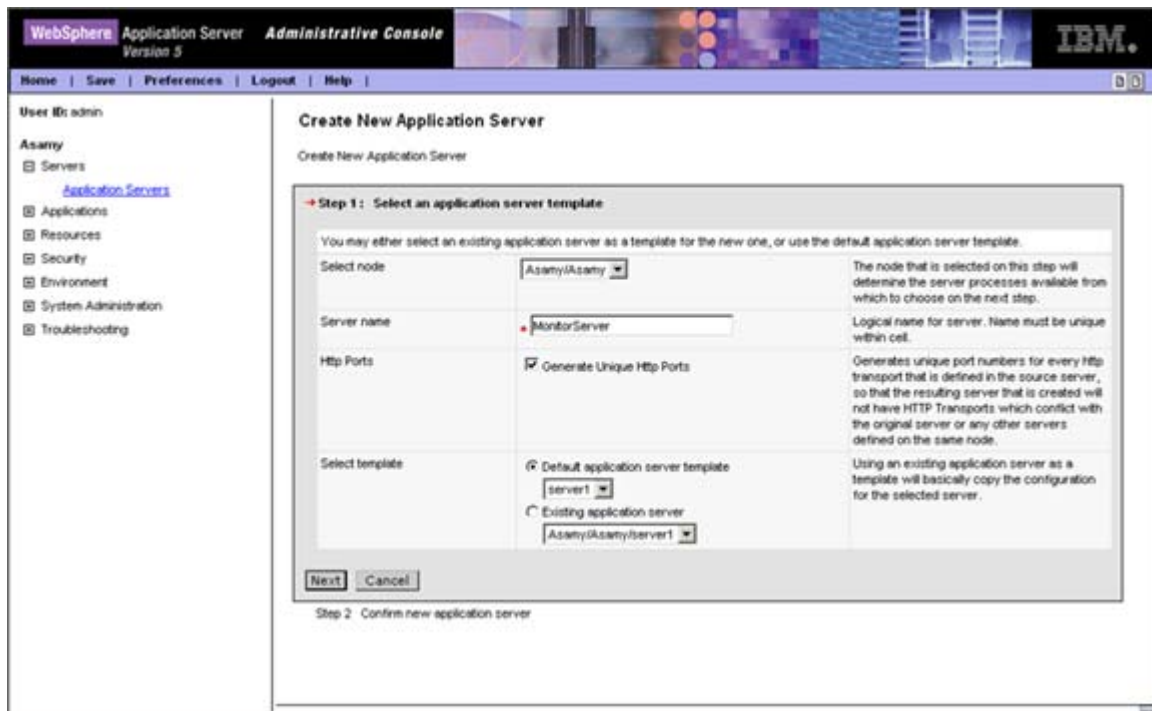 WebSphere Application Server Administrative Console
Version 5
IBM.
Home | Save | Preferences | Logout | Help |
User ID: admin
Asamy
Servers
Application Servers
Applications
Resources
Security
Environment
System Administration
Troubleshooting
Create New Application Server
Create New Application Server
Step 1: Select an application server template
You may either select an existing application server as a template for the new one, or use the default application server template.
Select node
Asamy/Asamy
The node that is selected on this step will
determine the server processes available from
which to choose on the next step.
Server name
MonitorServer
Logical name for server. Name must be unique
within cell.
Http Ports
Generate Unique Http Ports
Generates unique port numbers for every http
transport that is defined in the source server,
so that the resulting server that is created will
not have HTTP Transports which conflict with
the original server or any other servers
defined on the same node.
Select template
Default application server template
server1
Existing application server
Asamy/Asamy/server1
Using an existing application server as a
template will basically copy the configuration
for the selected server.
Next Cancel
Step 2 Confirm new application server